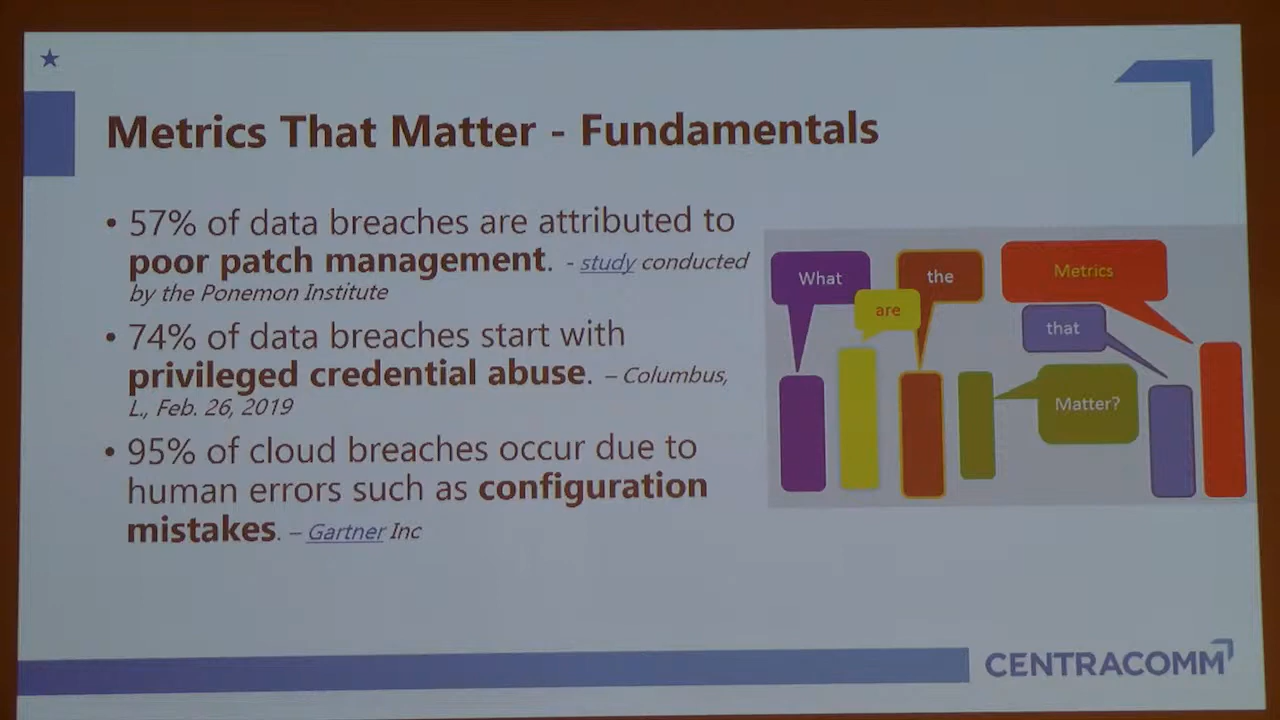 Metrics That Matter - Fundamentals
• 57% of data breaches are attributed to
poor patch management. - study conducted
by the Ponemon Institute
• 74% of data breaches start with
privileged credential abuse. – Columbus,
L., Feb. 26, 2019
• 95% of cloud breaches occur due to
human errors such as configuration
mistakes. – Gartner Inc
What
are
the
Metrics
that
Matter?
CENTRACOMM